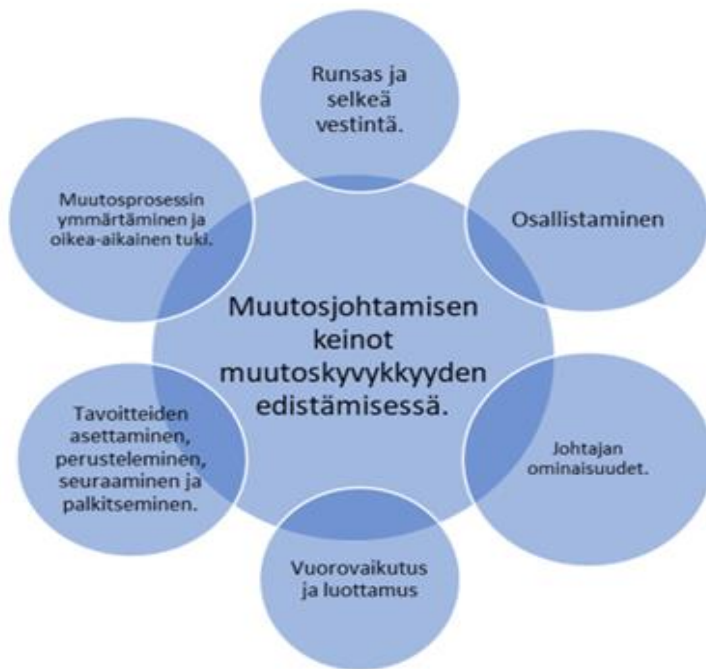 Runsas ja
selkeä
vestintä.
Osallistaminen
Johtajan
ominaisuudet.
Vuorovaikutus
ja luottamus
Tavoitteiden
asettaminen,
perusteleminen,
seuraaminen ja
palkitseminen.
Muutosprosessin
ymmärtäminen ja
oikea-aikainen tuki.
Muutosjohtamisen
keinot
muutoskyvykkyyden
edistämisessä.